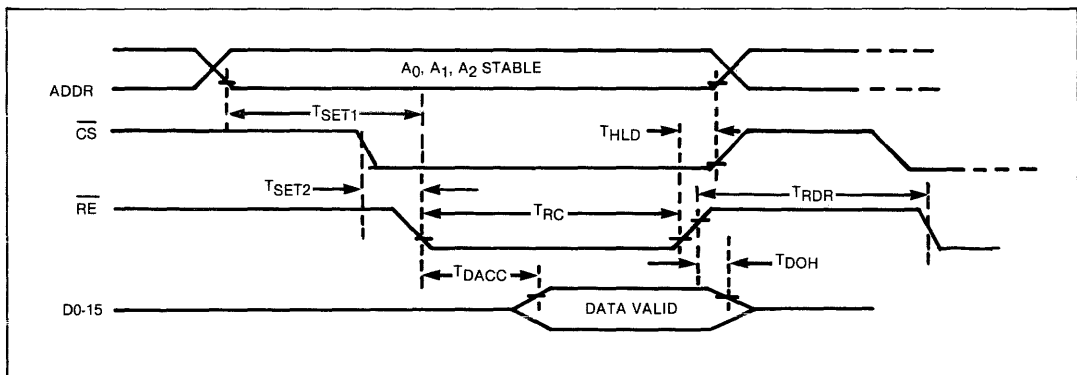 A0, A1, A2 STABLE
ADDR
TSET1
CS
THLD
TSET2
TRDR
RE
TRC
TDACC
TDOH
D0-15
DATA VALID